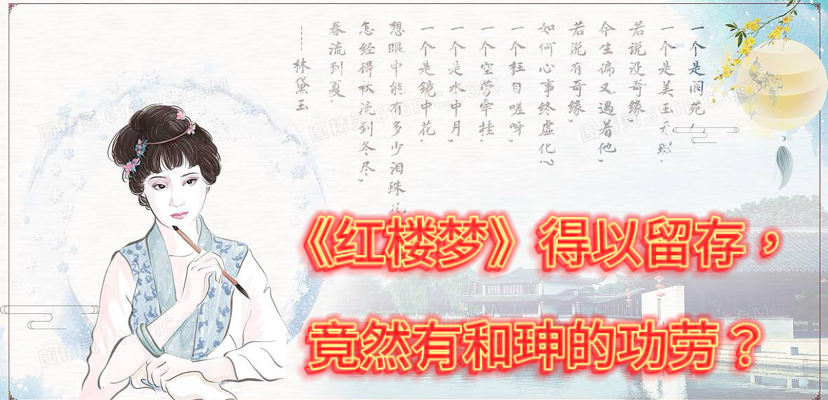 一个是阆苑
一个是美玉无瑕
若说没奇缘，
今生偏又遇着他，
若说有奇缘，
如何心事终虚化？
一个枉自嗟呀，
一个空劳牵挂。
一个是水中月，
一个是镜中花。
想眼中能有多少泪珠儿
怎经得秋流到冬尽，
春流到夏。
——林黛玉
《红楼梦》得以留存，
竟然有和珅的功劳？